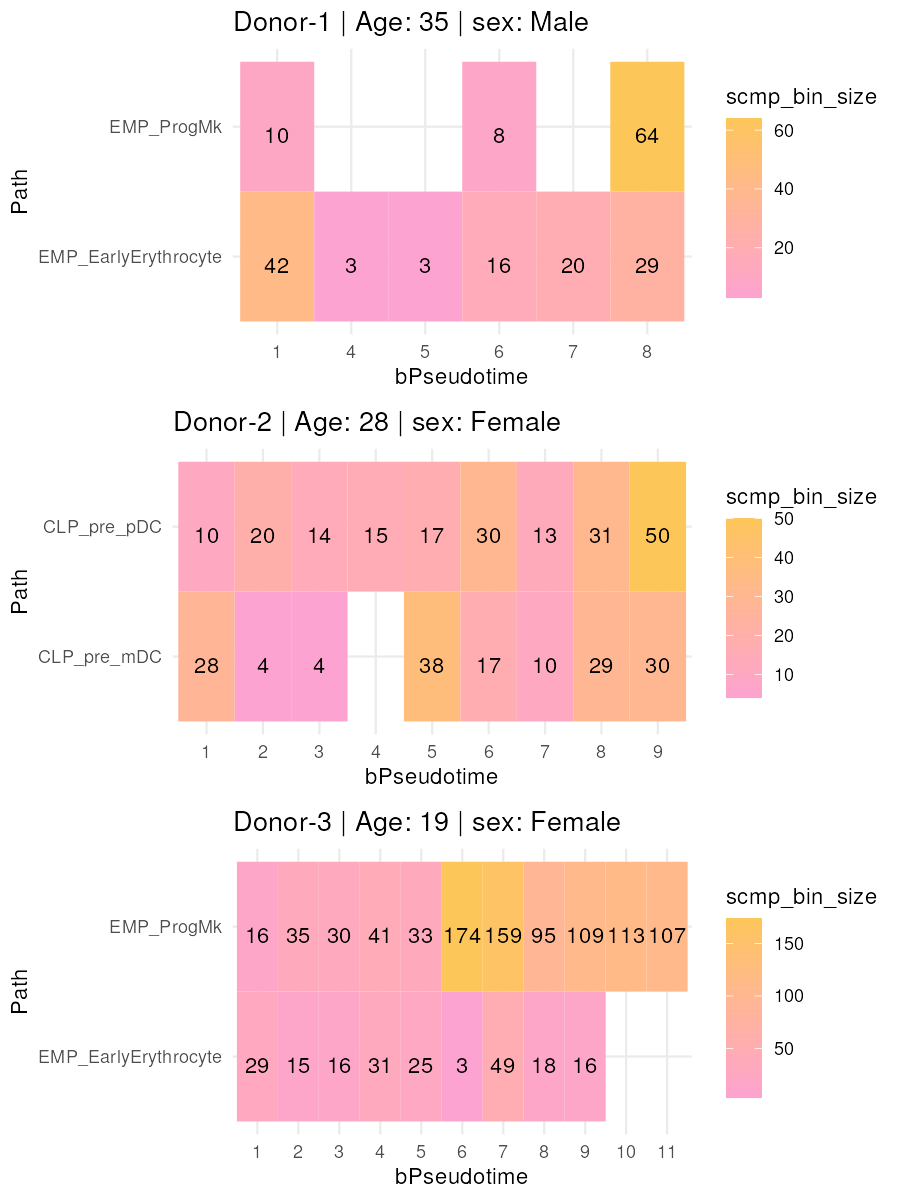 Donor-1 | Age: 35 | sex: Male
scmp_bin_size
60
40
20
Path
EMP_ProgMk
10 8 64
EMP_EarlyErythrocyte
42 3 3 16 20 29
1 4 5 6 7 8
bPseudotime
Donor-2 | Age: 28 | sex: Female
scmp_bin_size
50
40
30
20
10
Path
CLP_pre_pDC
10 20 14 15 17 30 13 31 50
CLP_pre_mDC
28 4 4 38 17 10 29 30
1 2 3 4 5 6 7 8 9
bPseudotime
Donor-3 | Age: 19 | sex: Female
scmp_bin_size
150
100
50
Path
EMP_ProgMk
16 35 30 41 33 174 159 95 109 113 107
EMP_EarlyErythrocyte
29 15 16 31 25 3 49 18 16
1 2 3 4 5 6 7 8 9 10 11
bPseudotime